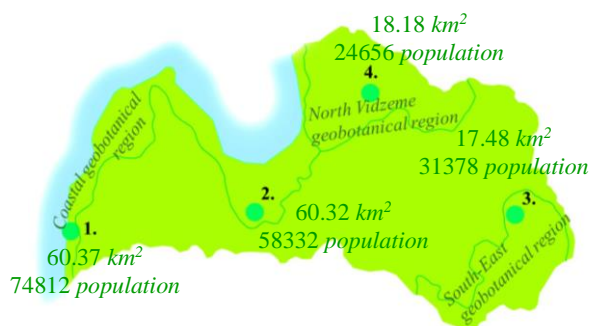 18.18 km²
24656 population
4.
North Vidzeme
geobotanical region
17.48 km²
31378 population
Coastal geobotanical
region
2.
60.32 km²
58332 population
3.
1.
60.37 km²
74812 population
South-East
geobotanical region